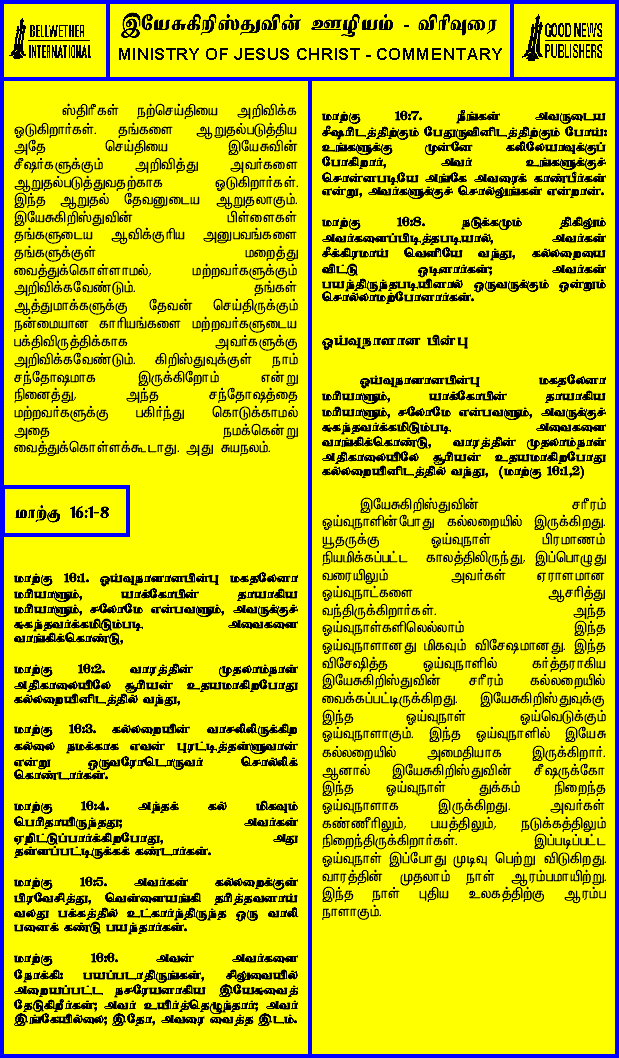 BELLWETHER
INTERNATIONAL
இயேசுகிறிஸ்துவின் ஊழியம் - விரிவுரை
MINISTRY OF JESUS CHRIST - COMMENTARY
GOOD NEWS
PUBLISHERS
ஸ்திரீகள் நற்செய்தியை அறிவிக்க
ஓடுகிறார்கள். தங்களை ஆறுதல்படுத்திய
அதே செய்தியை இயேசுவின்
சீஷர்களுக்கும் அறிவித்து அவர்களை
ஆறுதல்படுத்துவதற்காக ஓடுகிறார்கள்.
இந்த ஆறுதல் தேவனுடைய ஆறுதலாகும்.
இயேசுகிறிஸ்துவின் பிள்ளைகள்
தங்களுடைய ஆவிக்குரிய அனுபவங்களை
தங்களுக்குள் மறைத்து
வைத்துக்கொள்ளாமல், மற்றவர்களுக்கும்
அறிவிக்கவேண்டும். தங்கள்
ஆத்துமாக்களுக்கு தேவன் செய்திருக்கும்
நன்மையான காரியங்களை மற்றவர்களுடைய
பக்திவிருத்திக்காக அவர்களுக்கு
அறிவிக்கவேண்டும். கிறிஸ்துவுக்குள் நாம்
சந்தோஷமாக இருக்கிறோம் என்று
நினைத்து, அந்த சந்தோஷத்தை
மற்றவர்களுக்கு பகிர்ந்து கொடுக்காமல்
அதை நமக்கென்று
வைத்துக்கொள்ளக்கூடாது. அது சுயநலம்.
மாற்கு 16:1-8
மாற்கு 16:1. ஓய்வுநாளானபின்பு மகதலேனா
மரியாளும், யாக்கோபின் தாயாகிய
மரியாளும், சலோமே என்பவளும், அவருக்குச்
சுகந்தவர்க்கமிடும்படி அவைகளை
வாங்கிக்கொண்டு,
மாற்கு 16:2. வாரத்தின் முதலாம்நாள்
அதிகாலையிலே சூரியன் உதயமாகிறபோது
கல்லறையினிடத்தில் வந்து,
மாற்கு 16:3. கல்லறையின் வாசலிலிருக்கிற
கல்லை நமக்காக எவன் புரட்டித்தள்ளுவான்
என்று ஒருவரோடொருவர் சொல்லிக்
கொண்டார்கள்.
மாற்கு 16:4. அந்தக் கல் மிகவும்
பெரிதாயிருந்தது; அவர்கள்
ஏறிட்டுப்பார்க்கிறபோது, அது
தள்ளப்பட்டிருக்கக் கண்டார்கள்.
மாற்கு 16:5. அவர்கள் கல்லறைக்குள்
பிரவேசித்து, வெள்ளையங்கி தரித்தவனாய்
வலது பக்கத்தில் உட்கார்ந்திருந்த ஒரு வாலி
பனைக் கண்டு பயந்தார்கள்.
மாற்கு 16:6. அவன் அவர்களை
நோக்கி: பயப்படாதிருங்கள், சிலுவையில்
அறையப்பட்ட நசரேயனாகிய இயேசுவைத்
தேடுகிறீர்கள்; அவர் உயிர்த்தெழுந்தார்; அவர்
இங்கேயில்லை; இதோ, அவரை வைத்த இடம்.
மாற்கு 16:7. நீங்கள் அவருடைய
சீஷரிடத்திற்கும் பேதுருவினிடத்திற்கும் போய்:
உங்களுக்கு முன்னே கலிலேயாவுக்குப்
போகிறார், அவர் உங்களுக்குச்
சொன்னபடியே அங்கே அவரைக் காண்பீர்கள்
என்று, அவர்களுக்குச் சொல்லுங்கள் என்றான்.
மாற்கு 16:8. நடுக்கமும் திகிலும்
அவர்களைப்பிடித்தபடியால், அவர்கள்
சீக்கிரமாய் வெளியே வந்து, கல்லறையை
விட்டு ஓடினார்கள்; அவர்கள்
பயந்திருந்தபடியினால் ஒருவருக்கும் ஒன்றும்
சொல்லாமற்போனார்கள்.
ஓய்வுநாளான பின்பு
ஓய்வுநாளானபின்பு மகதலேனா
மரியாளும், யாக்கோபின் தாயாகிய
மரியாளும், சலோமே என்பவளும், அவருக்குச்
சுகந்தவர்க்கமிடும்படி அவைகளை
வாங்கிக்கொண்டு, வாரத்தின் முதலாம்நாள்
அதிகாலையிலே சூரியன் உதயமாகிறபோது
கல்லறையினிடத்தில் வந்து, (மாற்கு 16:1,2)
இயேசுகிறிஸ்துவின் சரீரம்
ஓய்வுநாளின்போது கல்லறையில் இருக்கிறது.
யூதருக்கு ஓய்வுநாள் பிரமாணம்
நியமிக்கப்பட்ட காலத்திலிருந்து, இப்பொழுது
வரையிலும் அவர்கள் ஏராளமான
ஓய்வுநாட்களை ஆசரித்து
வந்திருக்கிறார்கள். அந்த
ஓய்வுநாள்களிலெல்லாம் இந்த
ஓய்வுநாளானது மிகவும் விசேஷமானது. இந்த
விசேஷித்த ஓய்வுநாளில் கர்த்தராகிய
இயேசுகிறிஸ்துவின் சரீரம் கல்லறையில்
வைக்கப்பட்டிருக்கிறது. இயேசுகிறிஸ்துவுக்கு
இந்த ஓய்வுநாள் ஓய்வெடுக்கும்
ஓய்வுநாளாகும். இந்த ஓய்வுநாளில் இயேசு
கல்லறையில் அமைதியாக இருக்கிறார்.
ஆனால் இயேசுகிறிஸ்துவின் சீஷருக்கோ
இந்த ஓய்வுநாள் துக்கம் நிறைந்த
ஓய்வுநாளாக இருக்கிறது. அவர்கள்
கண்ணீரிலும், பயத்திலும், நடுக்கத்திலும்
நிறைந்திருக்கிறார்கள். இப்படிப்பட்ட
ஓய்வுநாள் இப்போது முடிவு பெற்று விடுகிறது.
வாரத்தின் முதலாம் நாள் ஆரம்பமாயிற்று.
இந்த நாள் புதிய உலகத்திற்கு ஆரம்ப
நாளாகும்.